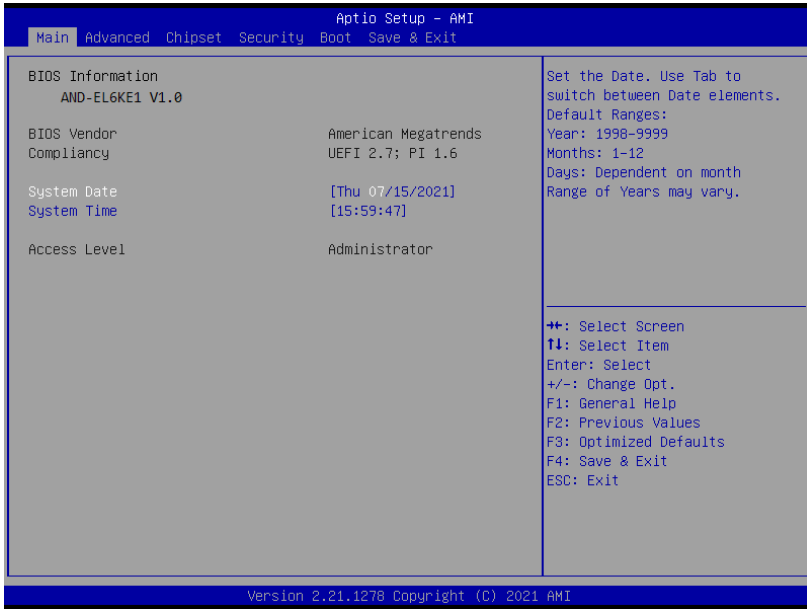 Aptio Setup – AMI
Main Advanced Chipset Security Boot Save & Exit
BIOS Information
AND-EL6KE1 V1.0
BIOS Vendor American Megatrends
Compliancy UEFI 2.7; PI 1.6
System Date [Thu 07/15/2021]
System Time [15:59:47]
Access Level Administrator
Set the Date. Use Tab to
switch between Date elements.
Default Ranges:
Year: 1998–9999
Months: 1–12
Days: Dependent on month
Range of Years may vary.
→←: Select Screen
↑↓: Select Item
Enter: Select
+/–: Change Opt.
F1: General Help
F2: Previous Values
F3: Optimized Defaults
F4: Save & Exit
ESC: Exit
Version 2.21.1278 Copyright (C) 2021 AMI